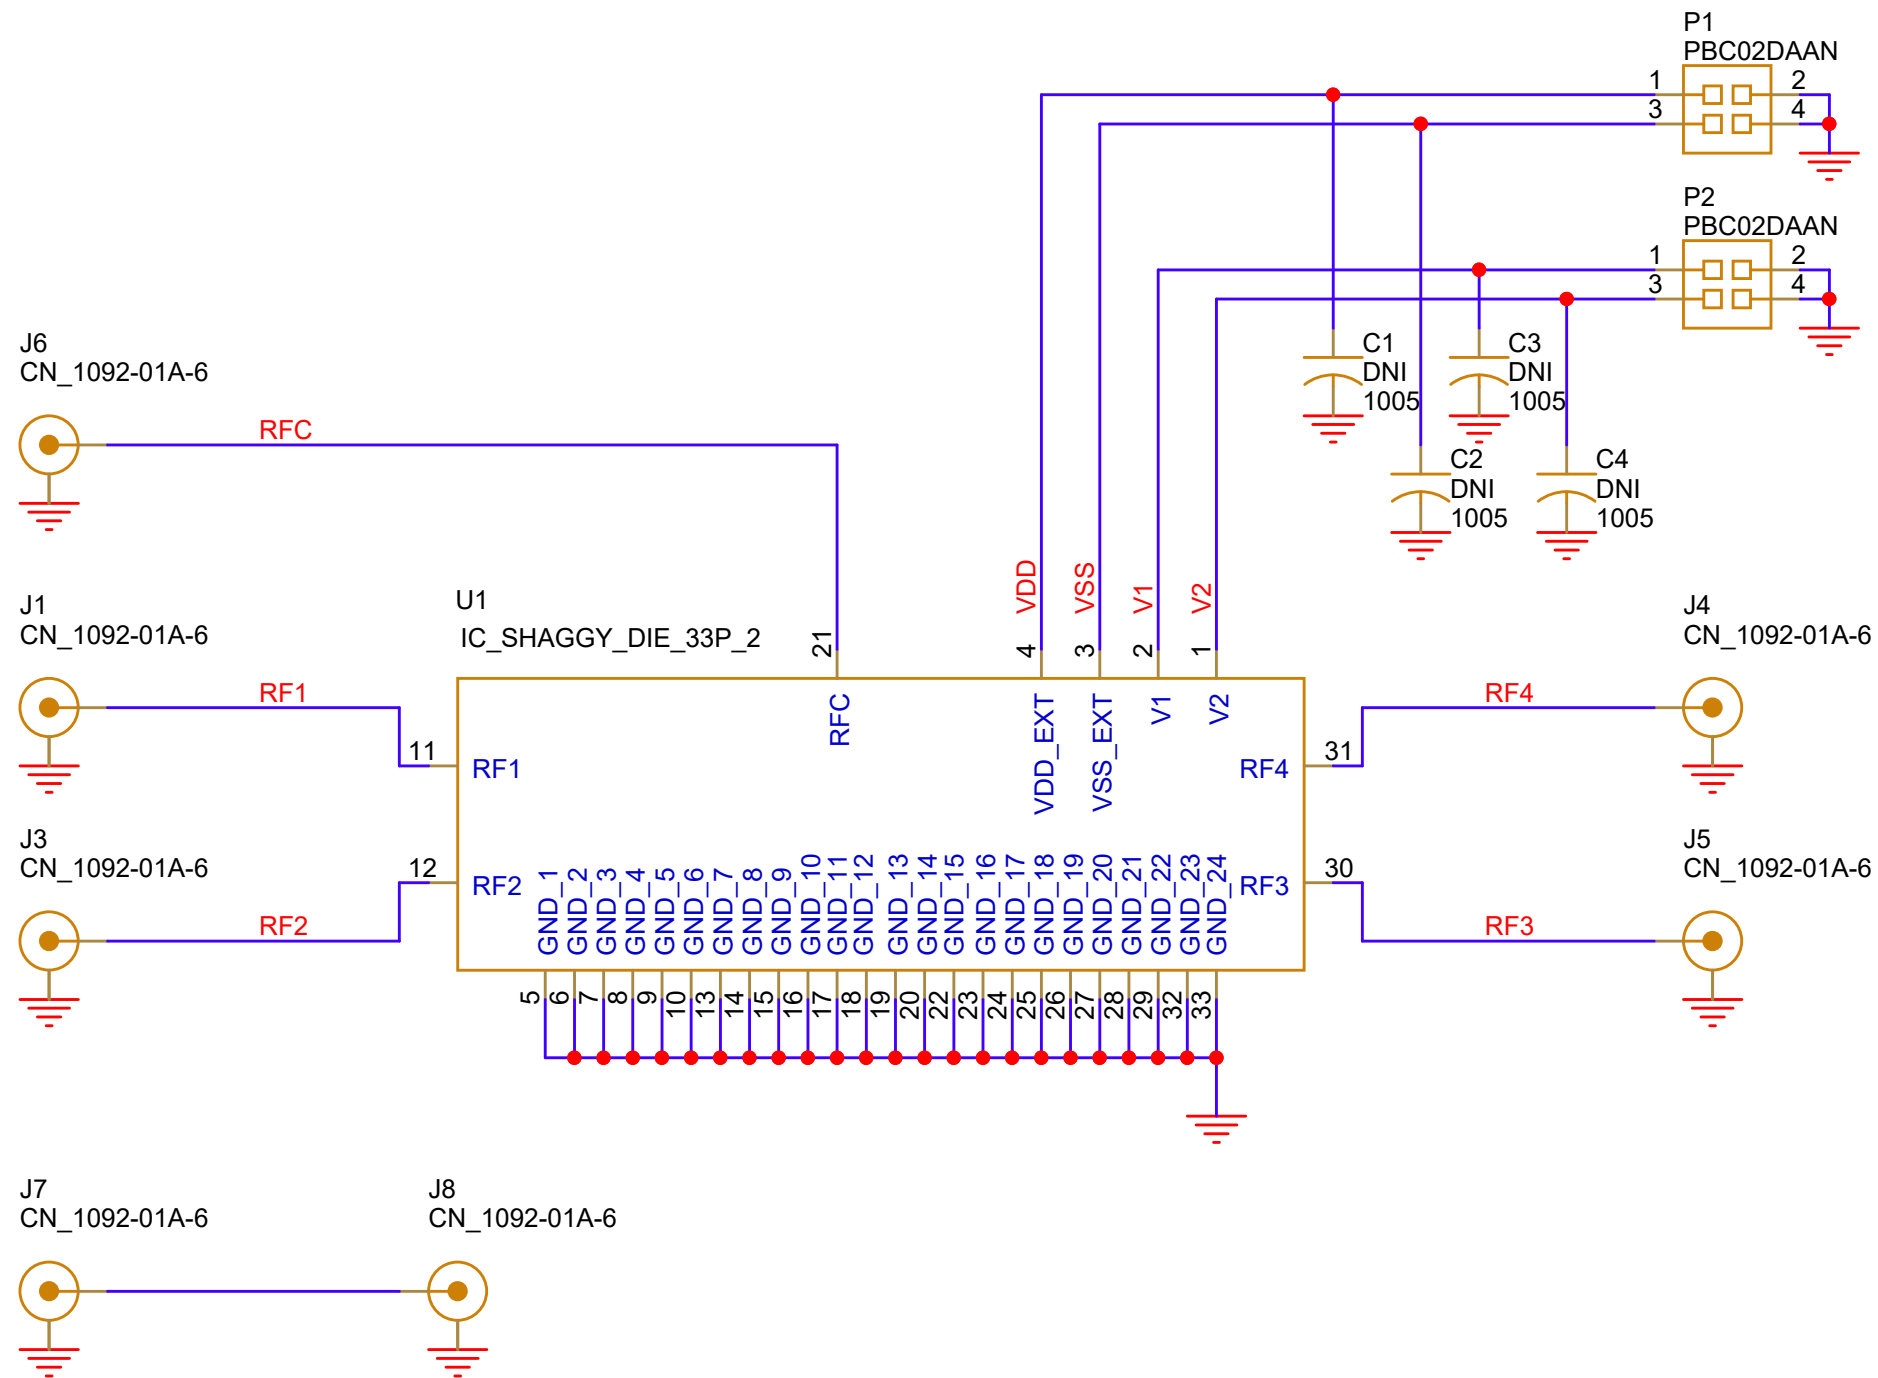 P1
PBC02DAAN
1
2
3
4
P2
PBC02DAAN
1
2
3
4
J6
CN_1092-01A-6
RFC
C1
DNI
1005
C3
DNI
1005
C2
DNI
1005
C4
DNI
1005
J1
CN_1092-01A-6
RF1
U1
IC_SHAGGY_DIE_33P_2
21
VDD
VSS
V1
V2
4
3
2
1
J4
CN_1092-01A-6
RF4
RFC
VDD_EXT
VSS_EXT
V1
V2
11
RF1
RF4
31
J3
CN_1092-01A-6
RF2
12
RF2
RF3
30
J5
CN_1092-01A-6
RF3
GND_1
GND_2
GND_3
GND_4
GND_5
GND_6
GND_7
GND_8
GND_9
GND_10
GND_11
GND_12
GND_13
GND_14
GND_15
GND_16
GND_17
GND_18
GND_19
GND_20
GND_21
GND_22
GND_23
GND_24
5
6
7
8
9
10
13
14
15
16
17
18
19
20
22
23
24
25
26
27
28
29
32
33
J7
CN_1092-01A-6
J8
CN_1092-01A-6